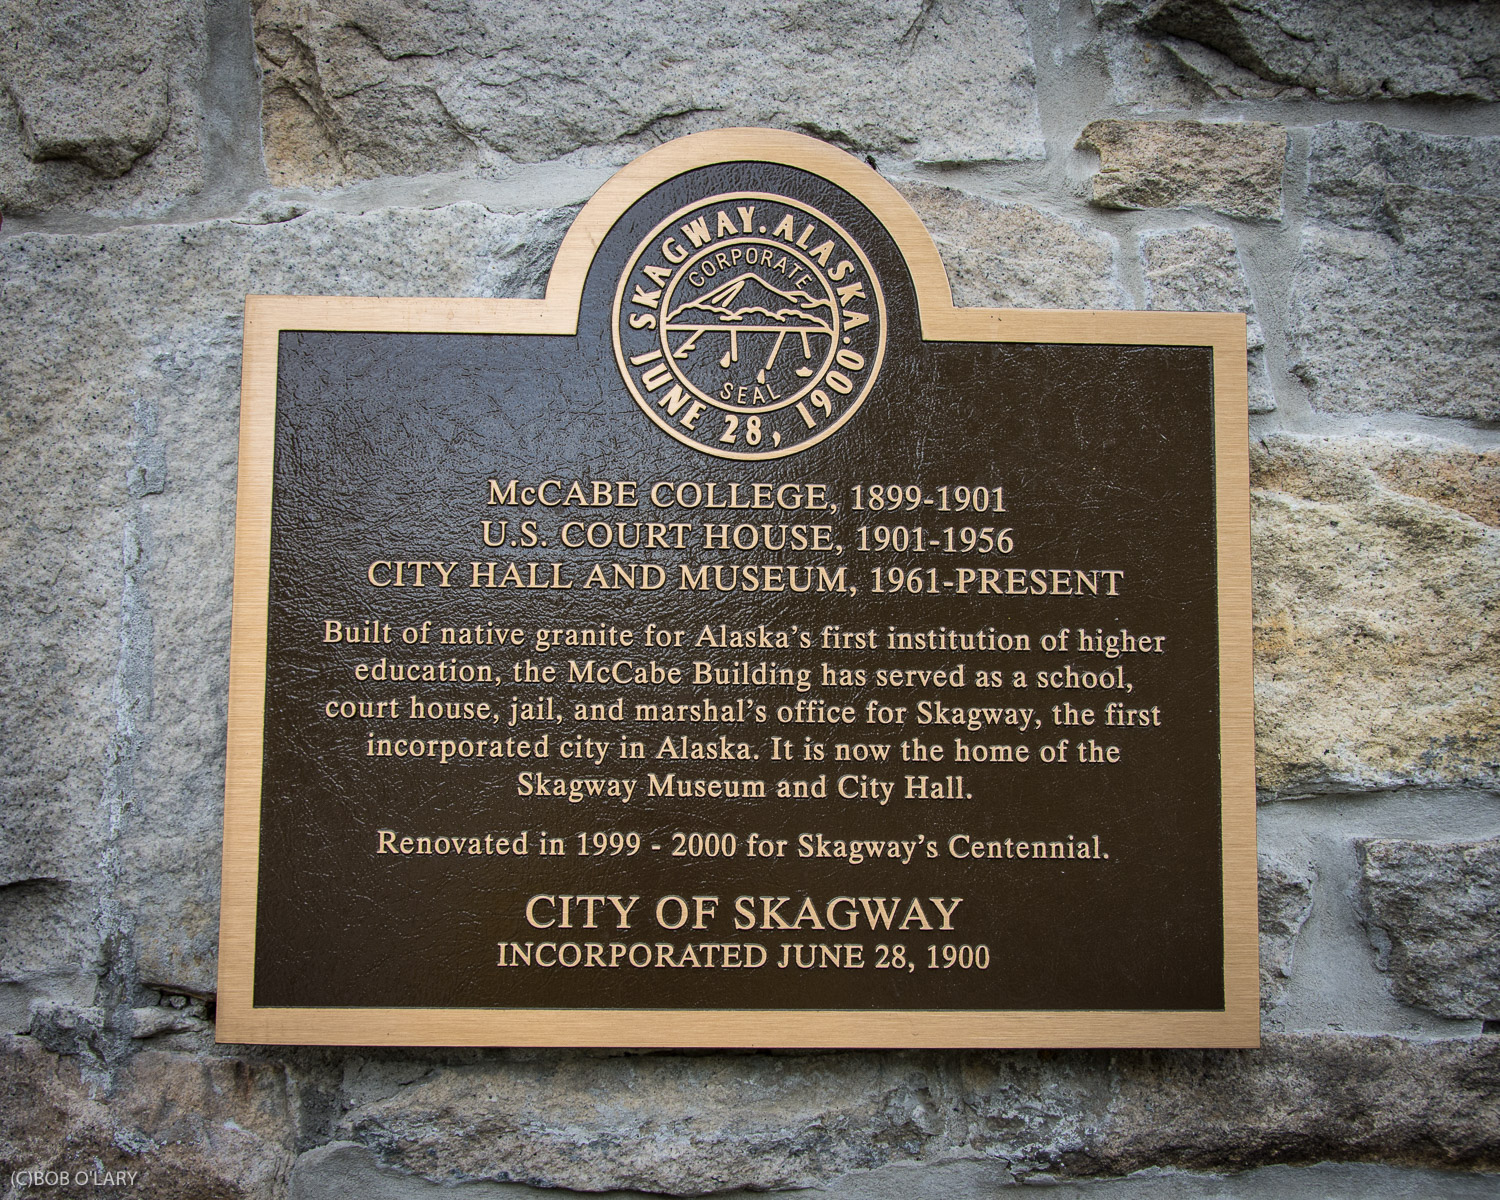 SKAGWAY. ALASKA.
CORPORATE
SEAL
JUNE 28, 1900.
McCABE COLLEGE, 1899-1901
U.S. COURT HOUSE, 1901-1956
CITY HALL AND MUSEUM, 1961-PRESENT
Built of native granite for Alaska's first institution of higher
education, the McCabe Building has served as a school,
court house, jail, and marshal's office for Skagway, the first
incorporated city in Alaska. It is now the home of the
Skagway Museum and City Hall.
Renovated in 1999 - 2000 for Skagway's Centennial.
CITY OF SKAGWAY
INCORPORATED JUNE 28, 1900
(C)BOB O'LARY